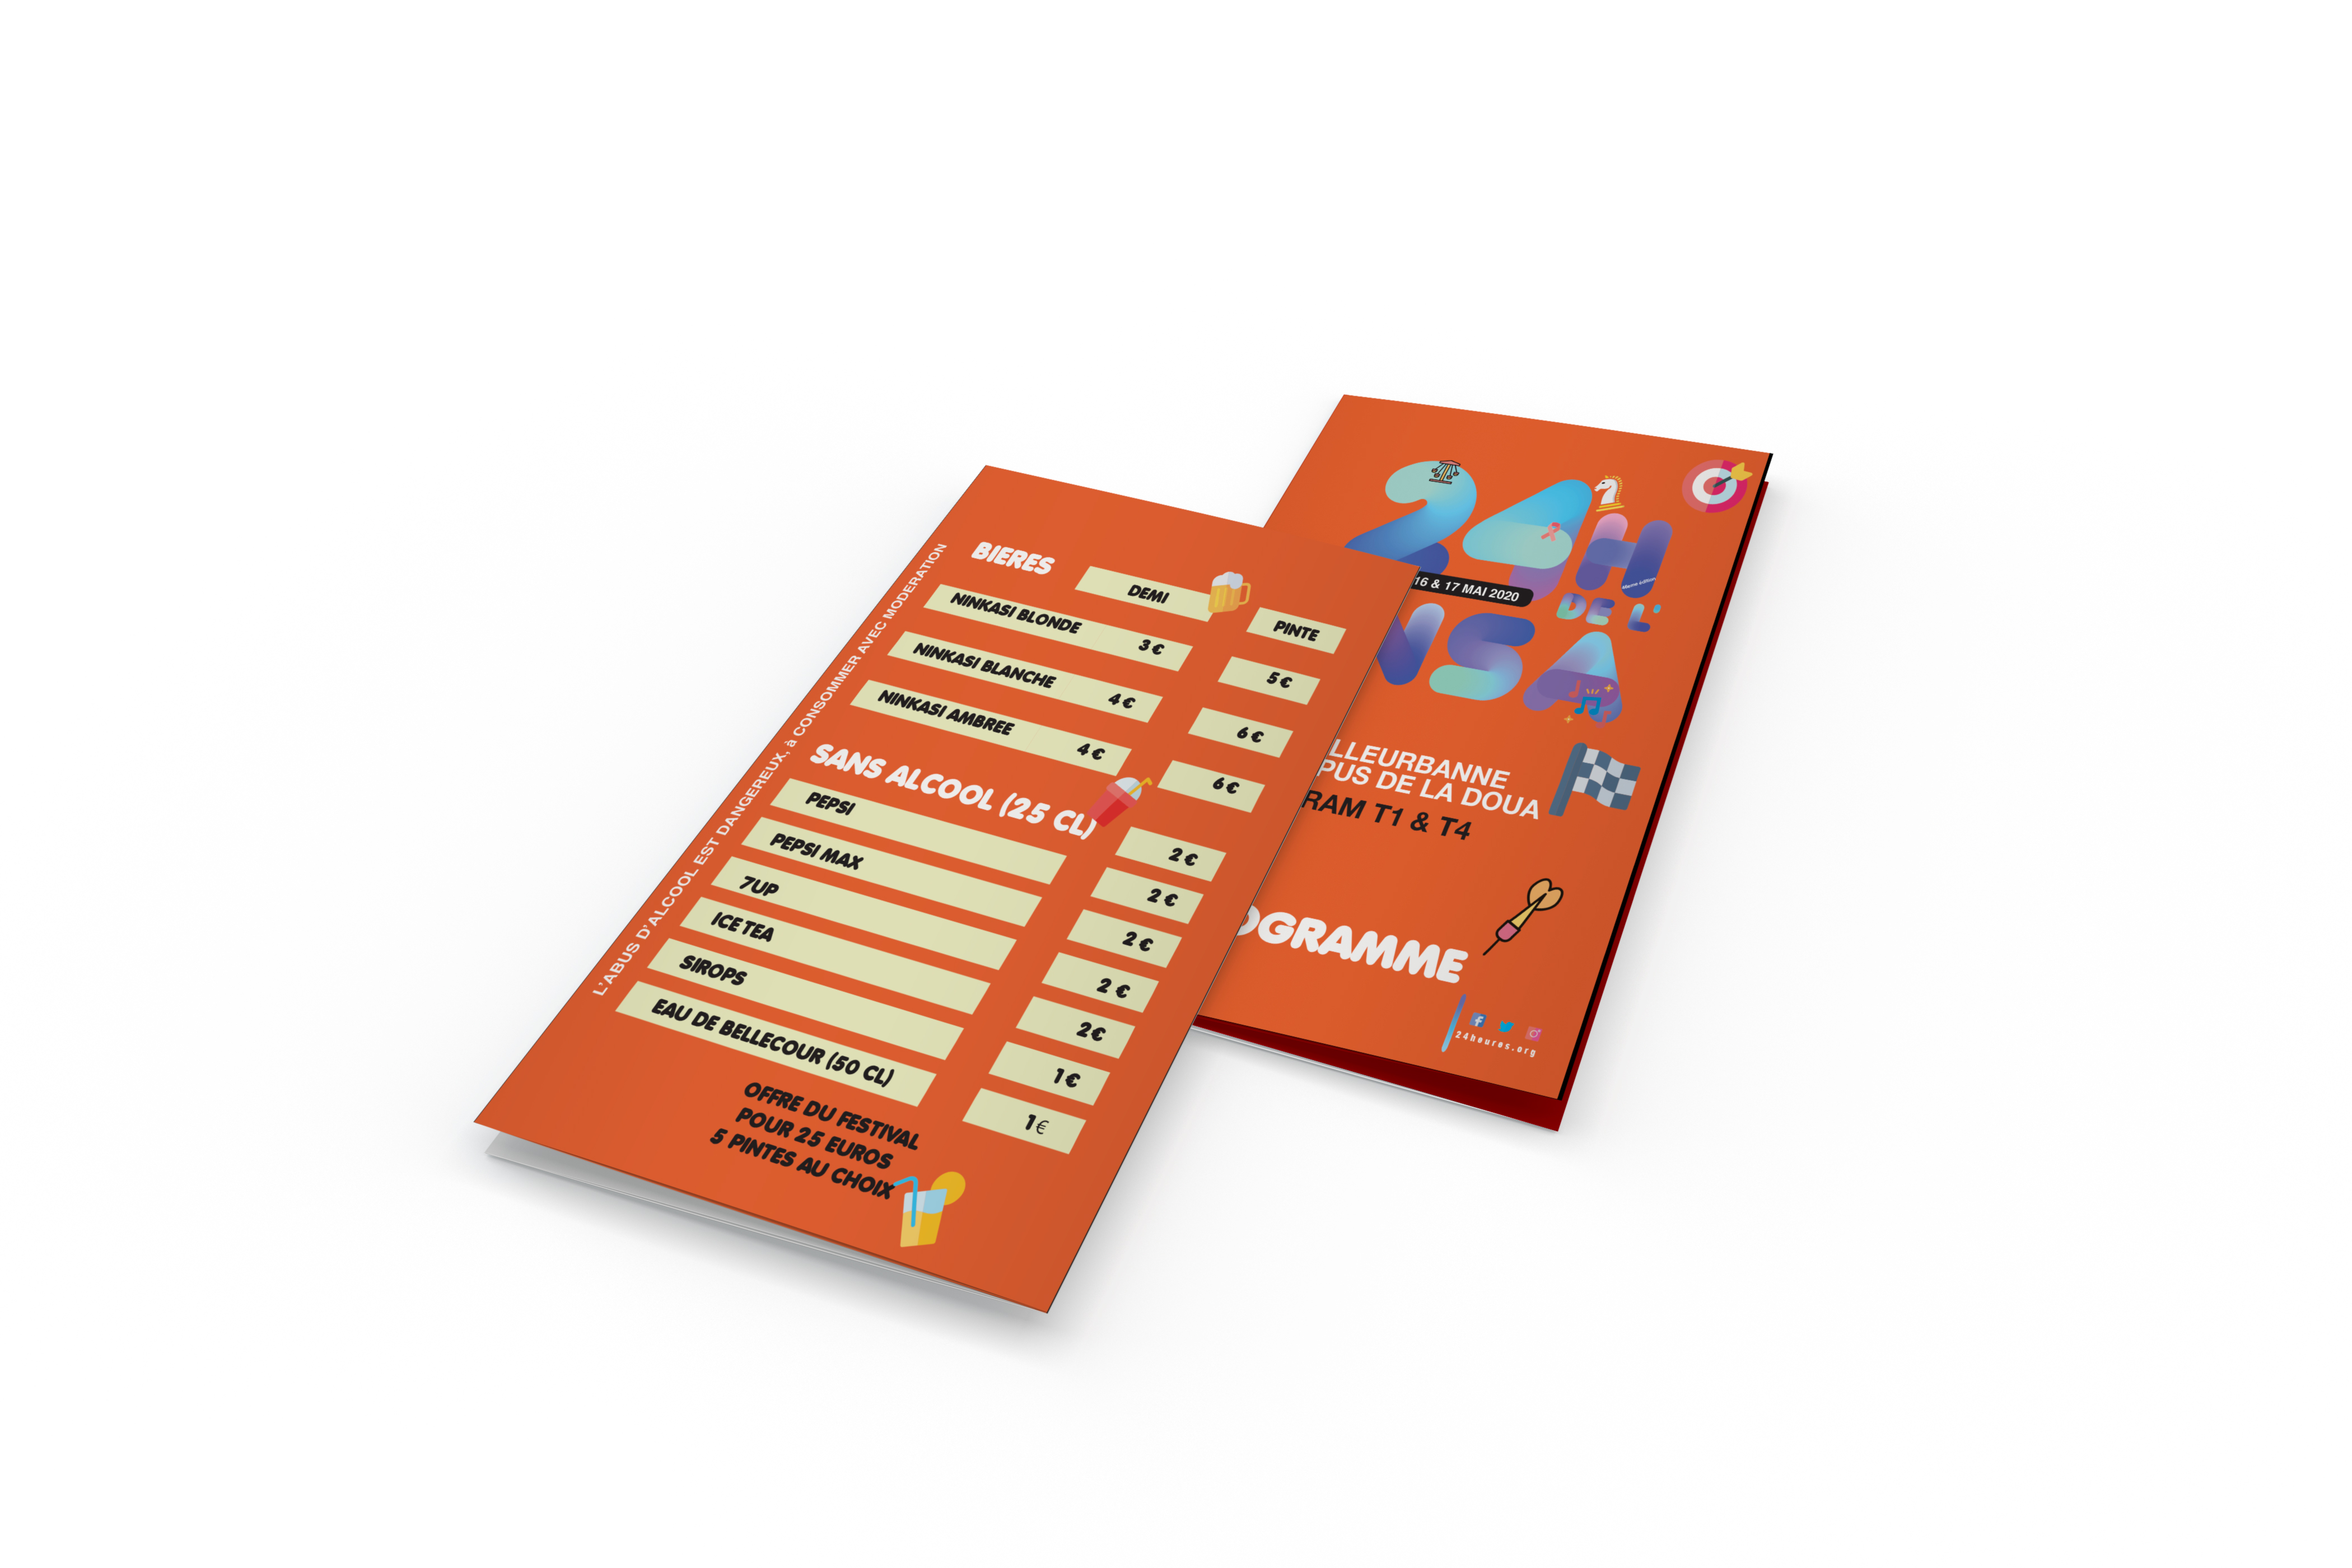 L'ABUS D'ALCOOL EST DANGEREUX, à CONSOMMER AVEC MODERATION
BIERES DEMI PINTE
NINKASI BLONDE 3 € 5 €
NINKASI BLANCHE 4 € 6 €
NINKASI AMBREE 4 € 6 €
SANS ALCOOL (25 CL) 2 €
PEPSI 2 €
PEPSI MAX 2 €
7UP 2 €
ICE TEA 2 €
SIROPS 1 €
EAU DE BELLECOUR (50 CL) 1 €
OFFRE DU FESTIVAL
POUR 25 EUROS
5 PINTES AU CHOIX
24H
16 & 17 MAI 2020
DE L'
NSA
LLEURBANNE
PUS DE LA DOUA
RAM T1 & T4
OGRAMME
24heures.org